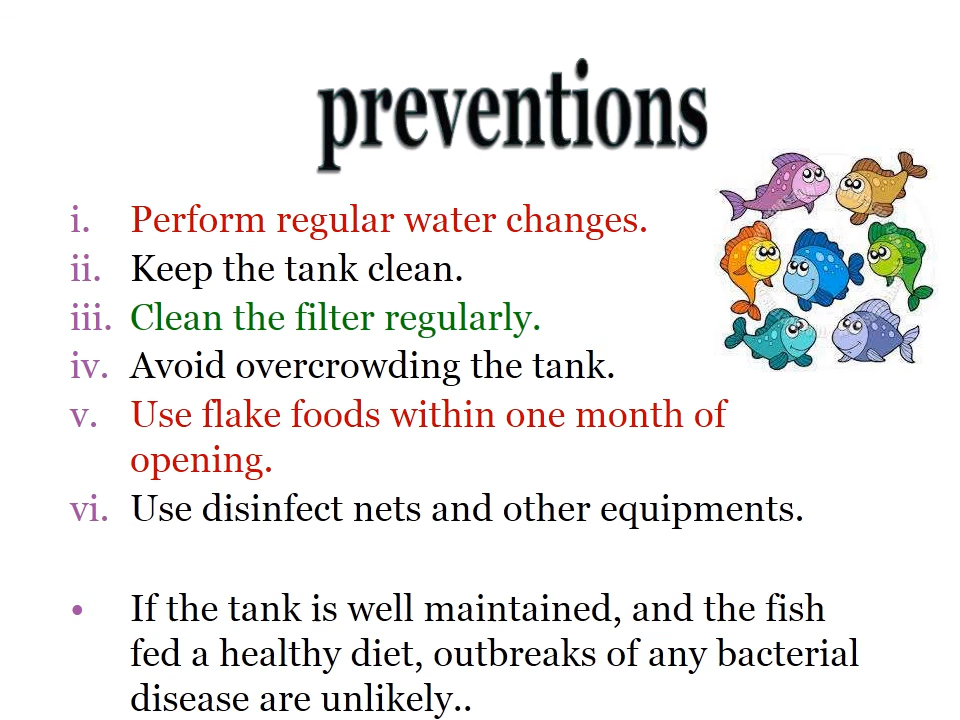 preventions
i. Perform regular water changes.
ii. Keep the tank clean.
iii. Clean the filter regularly.
iv. Avoid overcrowding the tank.
v. Use flake foods within one month of
opening.
vi. Use disinfect nets and other equipments.
• If the tank is well maintained, and the fish
fed a healthy diet, outbreaks of any bacterial
disease are unlikely..